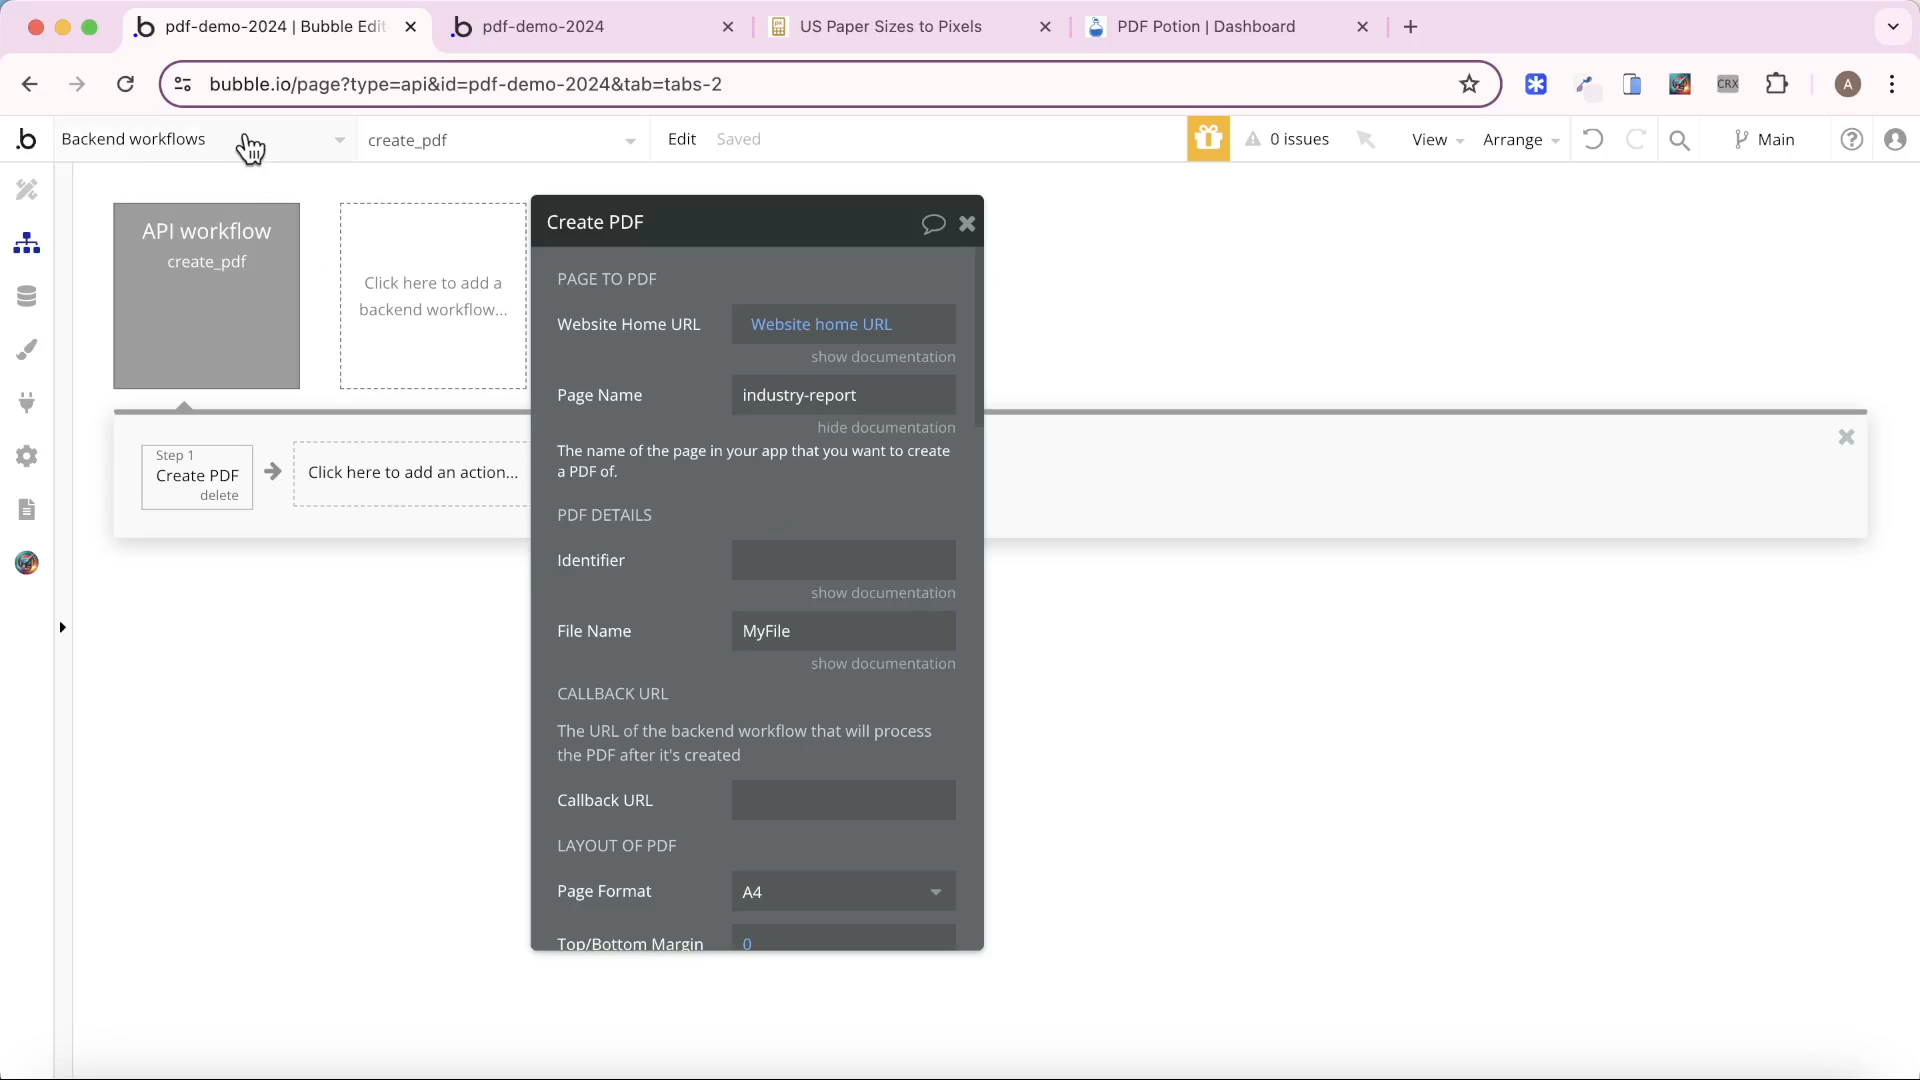 pdf-demo-2024 | Bubble Edit
pdf-demo-2024
US Paper Sizes to Pixels
PDF Potion | Dashboard
bubble.io/page?type=api&id=pdf-demo-2024&tab=tabs-2
CRX
A
Backend workflows
create_pdf
Edit
Saved
0 issues
View
Arrange
Main
API workflow
create_pdf
Click here to add a
backend workflow...
Step 1
Create PDF
delete
Click here to add an action...
Create PDF
PAGE TO PDF
Website Home URL
Website home URL
show documentation
Page Name
industry-report
hide documentation
The name of the page in your app that you want to create
a PDF of.
PDF DETAILS
Identifier
show documentation
File Name
MyFile
show documentation
CALLBACK URL
The URL of the backend workflow that will process
the PDF after it's created
Callback URL
LAYOUT OF PDF
Page Format
A4
Top/Bottom Margin
0